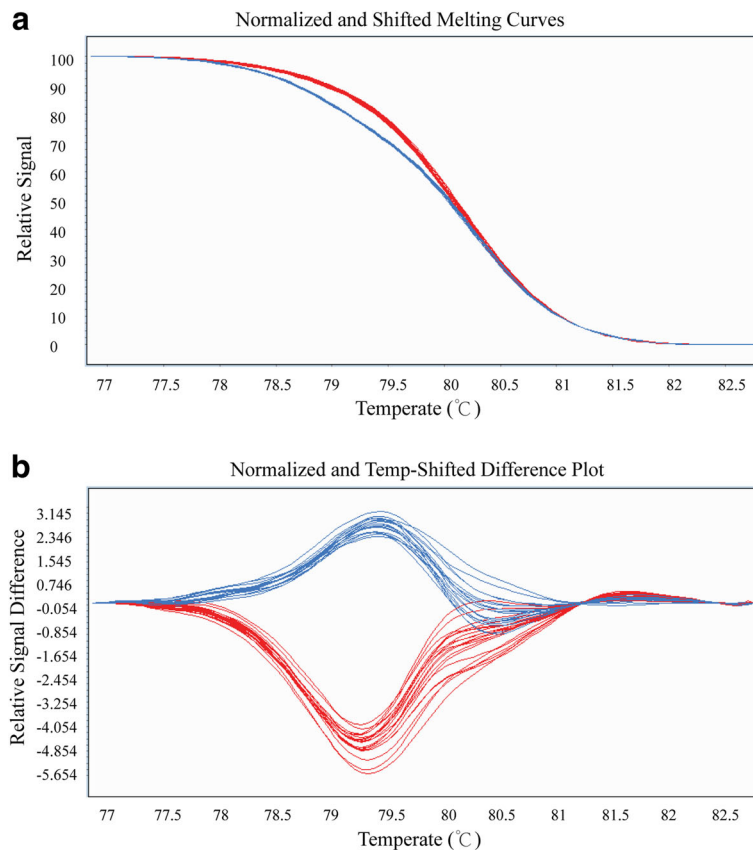 a
Normalized and Shifted Melting Curves
Relative Signal
100
90
80
70
60
50
40
30
20
10
0
77 77.5 78 78.5 79 79.5 80 80.5 81 81.5 82 82.5
Temperate (℃)
b
Normalized and Temp-Shifted Difference Plot
Relative Signal Difference
3.145
2.346
1.545
0.746
-0.054
-0.854
-1.654
-2.454
-3.254
-4.054
-4.854
-5.654
77 77.5 78 78.5 79 79.5 80 80.5 81 81.5 82 82.5
Temperate (℃)